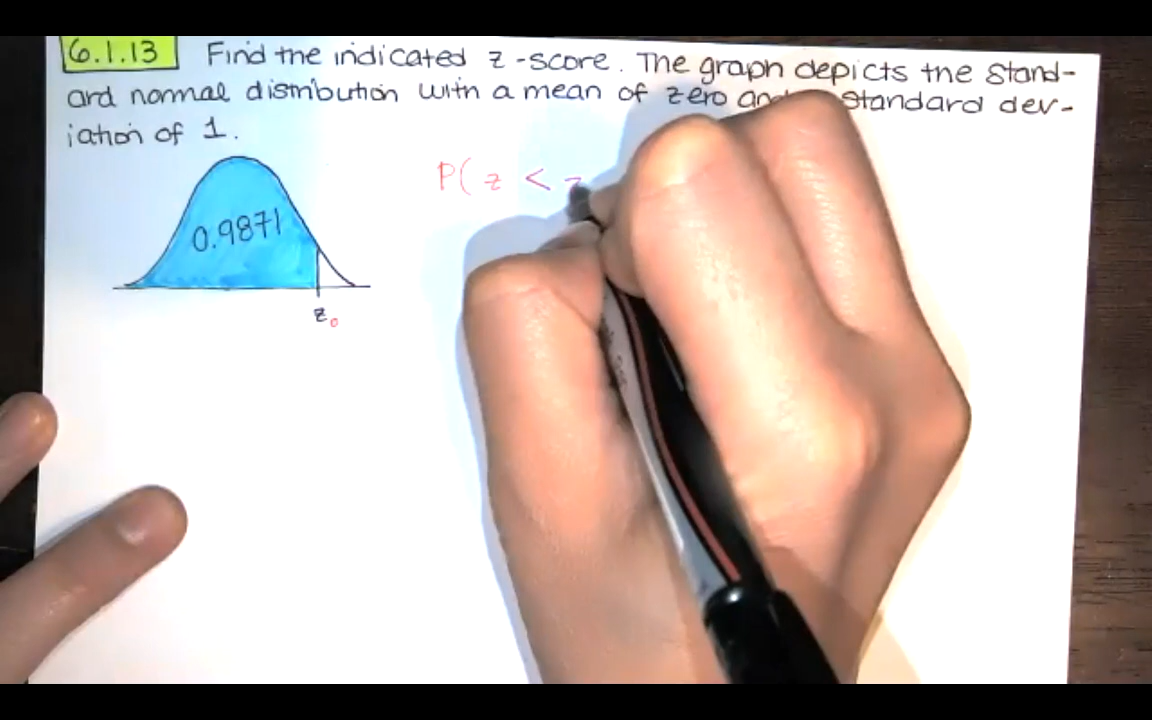 6.1.13 Find the indicated z-score. The graph depicts the stand-
ard normal distribution with a mean of zero and standard dev-
iation of 1.
P( z <
0.9871
z₀